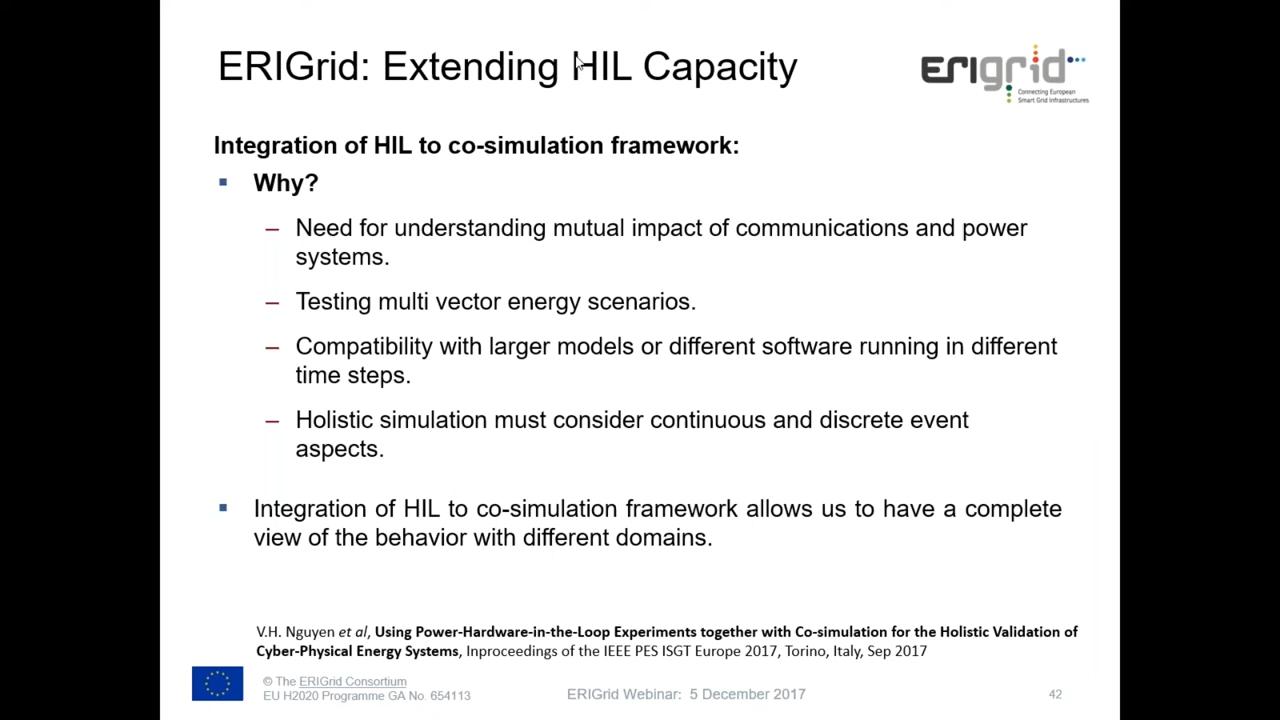 ERIGrid: Extending HIL Capacity
ERIgrid
Connecting European
Smart Grid Infrastructures
Integration of HIL to co-simulation framework:
▪ Why?
– Need for understanding mutual impact of communications and power
systems.
– Testing multi vector energy scenarios.
– Compatibility with larger models or different software running in different
time steps.
– Holistic simulation must consider continuous and discrete event
aspects.
▪ Integration of HIL to co-simulation framework allows us to have a complete
view of the behavior with different domains.
V.H. Nguyen et al, Using Power-Hardware-in-the-Loop Experiments together with Co-simulation for the Holistic Validation of
Cyber-Physical Energy Systems, Inproceedings of the IEEE PES ISGT Europe 2017, Torino, Italy, Sep 2017
© The ERIGrid Consortium
EU H2020 Programme GA No. 654113
ERIGrid Webinar: 5 December 2017
42